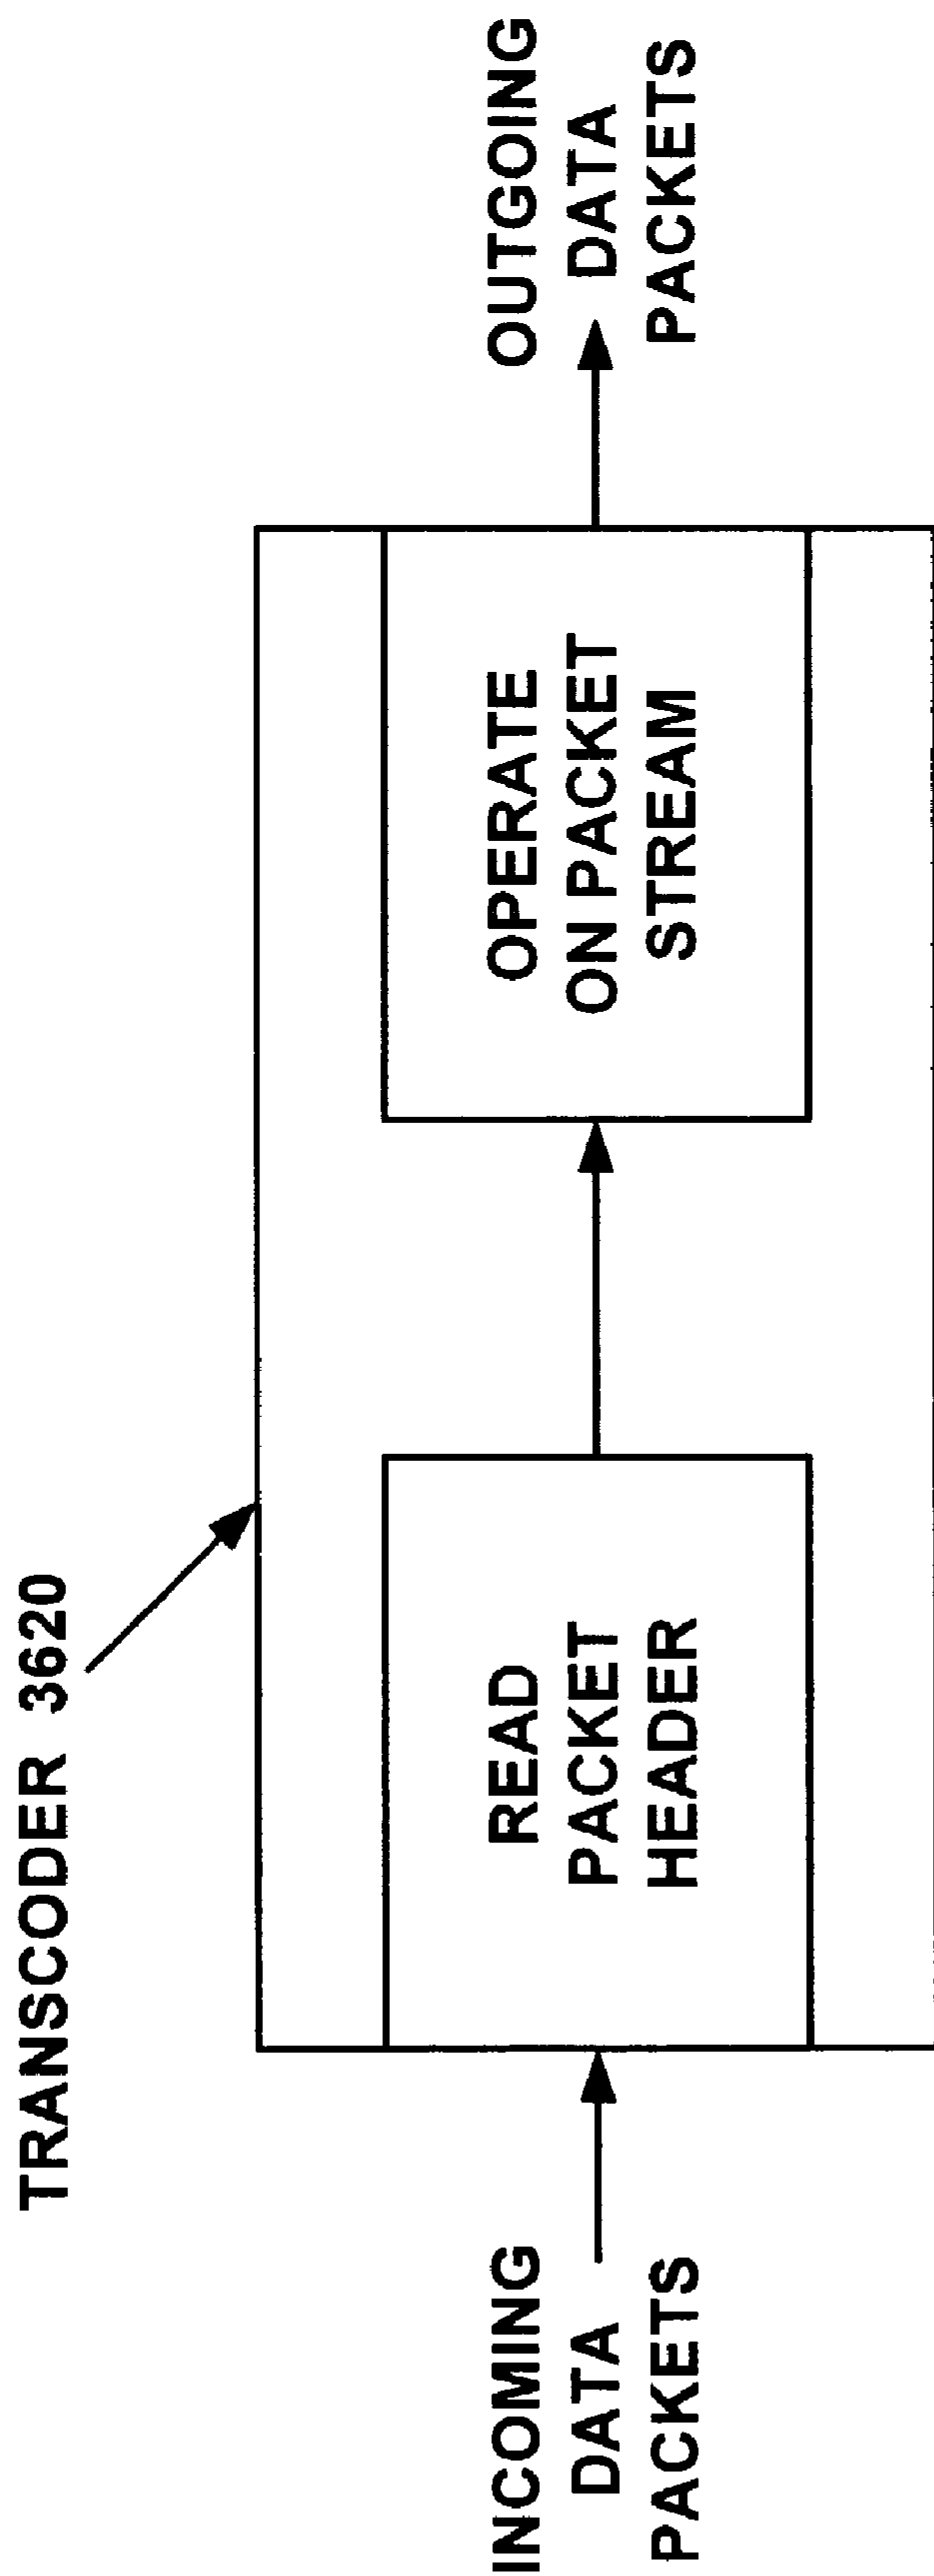 TRANSCODER 3620
INCOMING
DATA
PACKETS
READ
PACKET
HEADER
OPERATE
ON PACKET
STREAM
OUTGOING
DATA
PACKETS